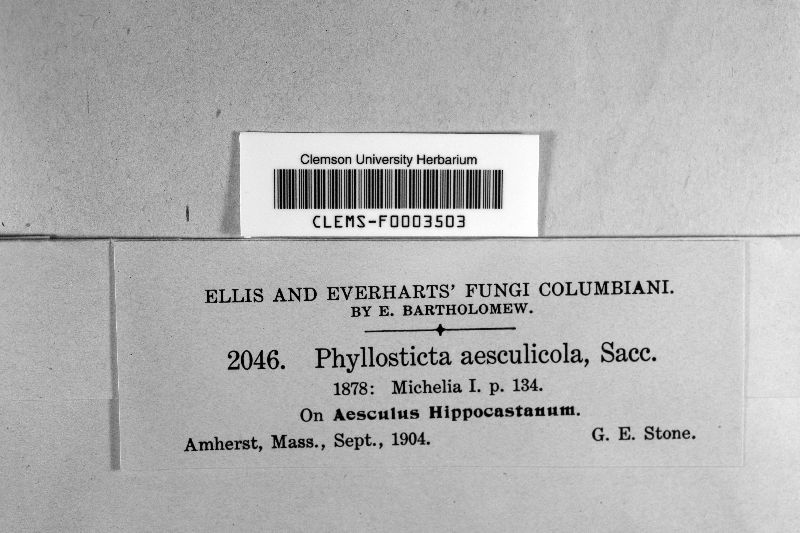 Clemson University Herbarium
CLEMS-F0003503
ELLIS AND EVERHARTS' FUNGI COLUMBIANI.
BY E. BARTHOLOMEW.
2046. Phyllosticta aesculicola, Sacc.
1878: Michelia I. p. 134.
On Aesculus Hippocastanum.
Amherst, Mass., Sept., 1904. G. E. Stone.